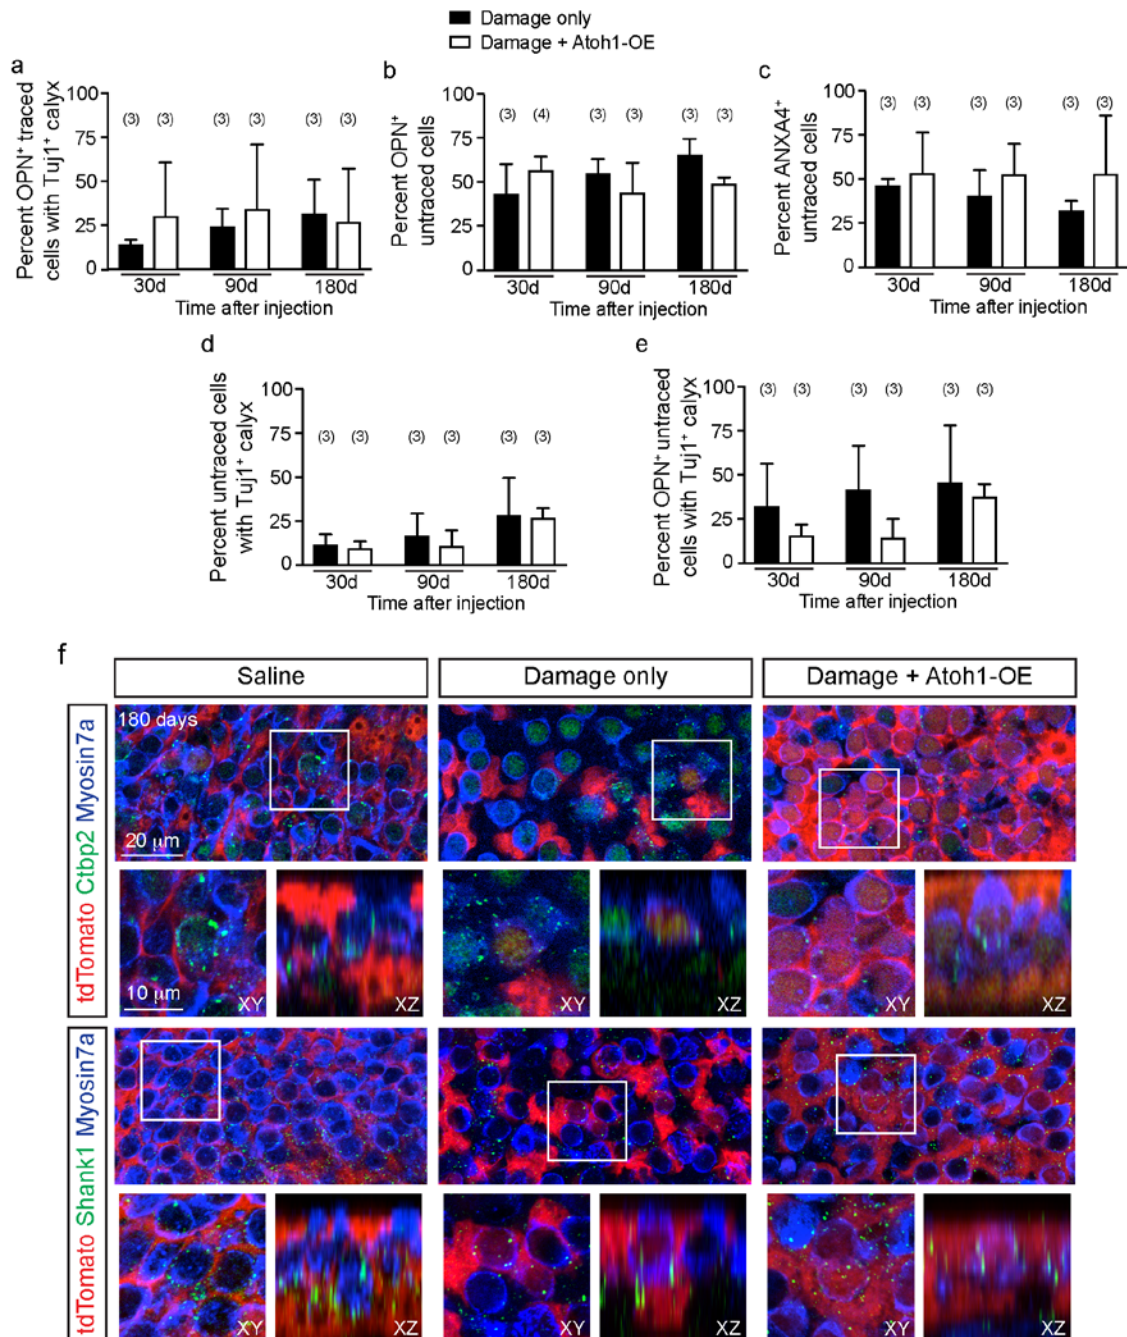 Damage only
Damage + Atoh1-OE
a
Percent OPN⁺ traced
cells with Tuj1⁺ calyx
100
75
50
25
0
(3) (3) (3) (3) (3) (3)
30d 90d 180d
Time after injection
b
Percent OPN⁺
untraced cells
100
75
50
25
0
(3) (4) (3) (3) (3) (3)
30d 90d 180d
Time after injection
c
Percent ANXA4⁺
untraced cells
100
75
50
25
0
(3) (3) (3) (3) (3) (3)
30d 90d 180d
Time after injection
d
Percent untraced cells
with Tuj1⁺ calyx
100
75
50
25
0
(3) (3) (3) (3) (3) (3)
30d 90d 180d
Time after injection
e
Percent OPN⁺ untraced
cells with Tuj1⁺ calyx
100
75
50
25
0
(3) (3) (3) (3) (3) (3)
30d 90d 180d
Time after injection
f
Saline
Damage only
Damage + Atoh1-OE
tdTomato Ctbp2 Myosin7a
180 days
20 μm
10 μm
XY XZ XY XZ XY XZ
tdTomato Shank1 Myosin7a
XY XZ XY XZ XY XZ